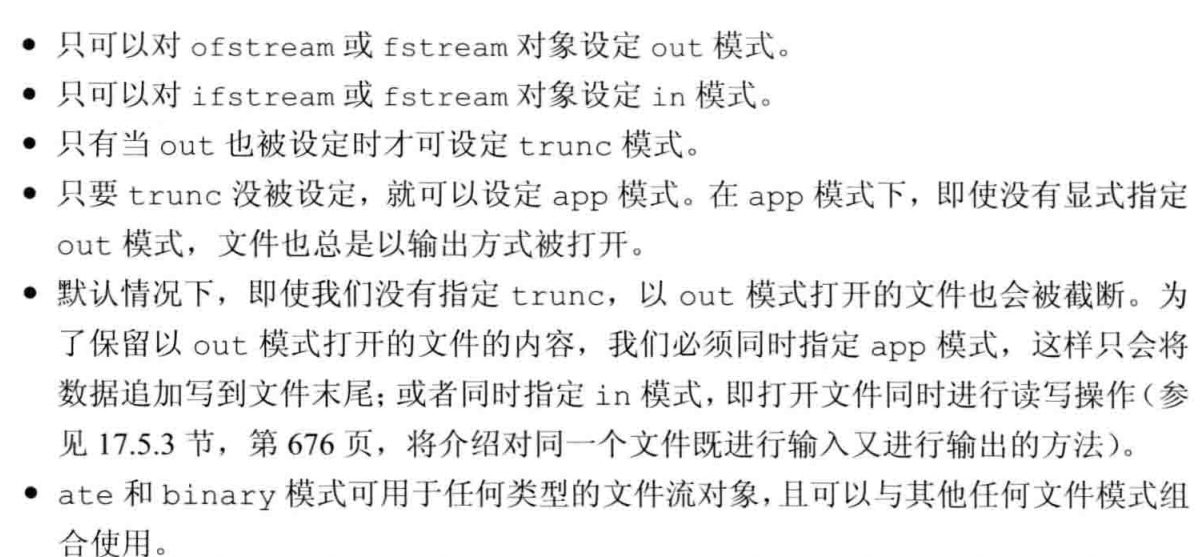 • 只可以对 ofstream 或 fstream 对象设定 out 模式。
• 只可以对 ifstream 或 fstream 对象设定 in 模式。
• 只有当 out 也被设定时才可设定 trunc 模式。
• 只要 trunc 没被设定，就可以设定 app 模式。在 app 模式下，即使没有显式指定
out 模式，文件也总是以输出方式被打开。
• 默认情况下，即使我们没有指定 trunc，以 out 模式打开的文件也会被截断。为
了保留以 out 模式打开的文件的内容，我们必须同时指定 app 模式，这样只会将
数据追加写到文件末尾；或者同时指定 in 模式，即打开文件同时进行读写操作（参
见 17.5.3 节，第 676 页，将介绍对同一个文件既进行输入又进行输出的方法）。
• ate 和 binary 模式可用于任何类型的文件流对象，且可以与其他任何文件模式组
合使用。